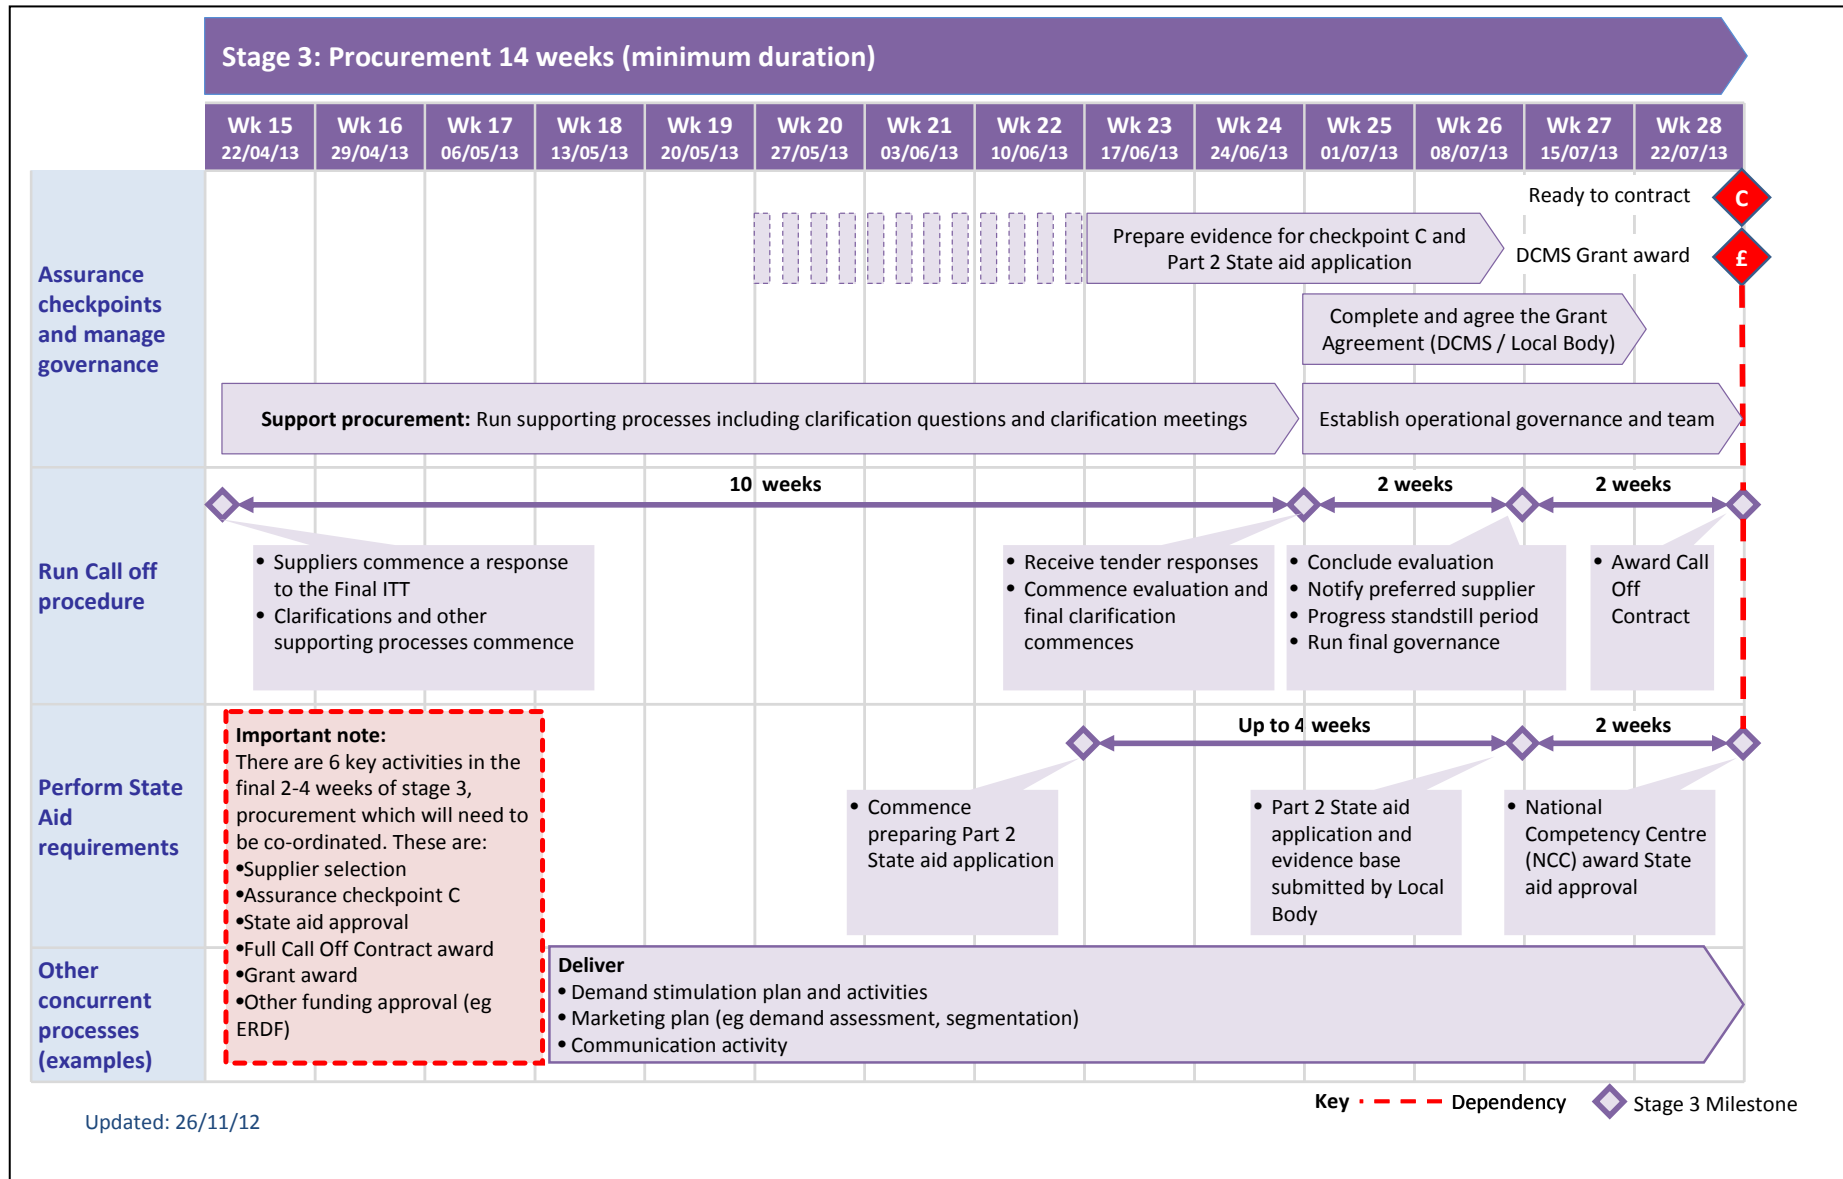 Stage 3: Procurement 14 weeks (minimum duration)
Wk 15
22/04/13
Wk 16
29/04/13
Wk 17
06/05/13
Wk 18
13/05/13
Wk 19
20/05/13
Wk 20
27/05/13
Wk 21
03/06/13
Wk 22
10/06/13
Wk 23
17/06/13
Wk 24
24/06/13
Wk 25
01/07/13
Wk 26
08/07/13
Wk 27
15/07/13
Wk 28
22/07/13
Assurance
checkpoints
and manage
governance
Ready to contract
C
Prepare evidence for checkpoint C and
Part 2 State aid application
DCMS Grant award
£
Complete and agree the Grant
Agreement (DCMS / Local Body)
Support procurement: Run supporting processes including clarification questions and clarification meetings
Establish operational governance and team
Run Call off
procedure
10 weeks
2 weeks
2 weeks
• Suppliers commence a response
to the Final ITT
• Clarifications and other
supporting processes commence
• Receive tender responses
• Commence evaluation and
final clarification
commences
• Conclude evaluation
• Notify preferred supplier
• Progress standstill period
• Run final governance
• Award Call
Off
Contract
Perform State
Aid
requirements
Important note:
There are 6 key activities in the
final 2-4 weeks of stage 3,
procurement which will need to
be co-ordinated. These are:
•Supplier selection
•Assurance checkpoint C
•State aid approval
•Full Call Off Contract award
•Grant award
•Other funding approval (eg
ERDF)
Up to 4 weeks
2 weeks
• Commence
preparing Part 2
State aid application
• Part 2 State aid
application and
evidence base
submitted by Local
Body
• National
Competency Centre
(NCC) award State
aid approval
Other
concurrent
processes
(examples)
Deliver
• Demand stimulation plan and activities
• Marketing plan (eg demand assessment, segmentation)
• Communication activity
Key
Dependency
Stage 3 Milestone
Updated: 26/11/12